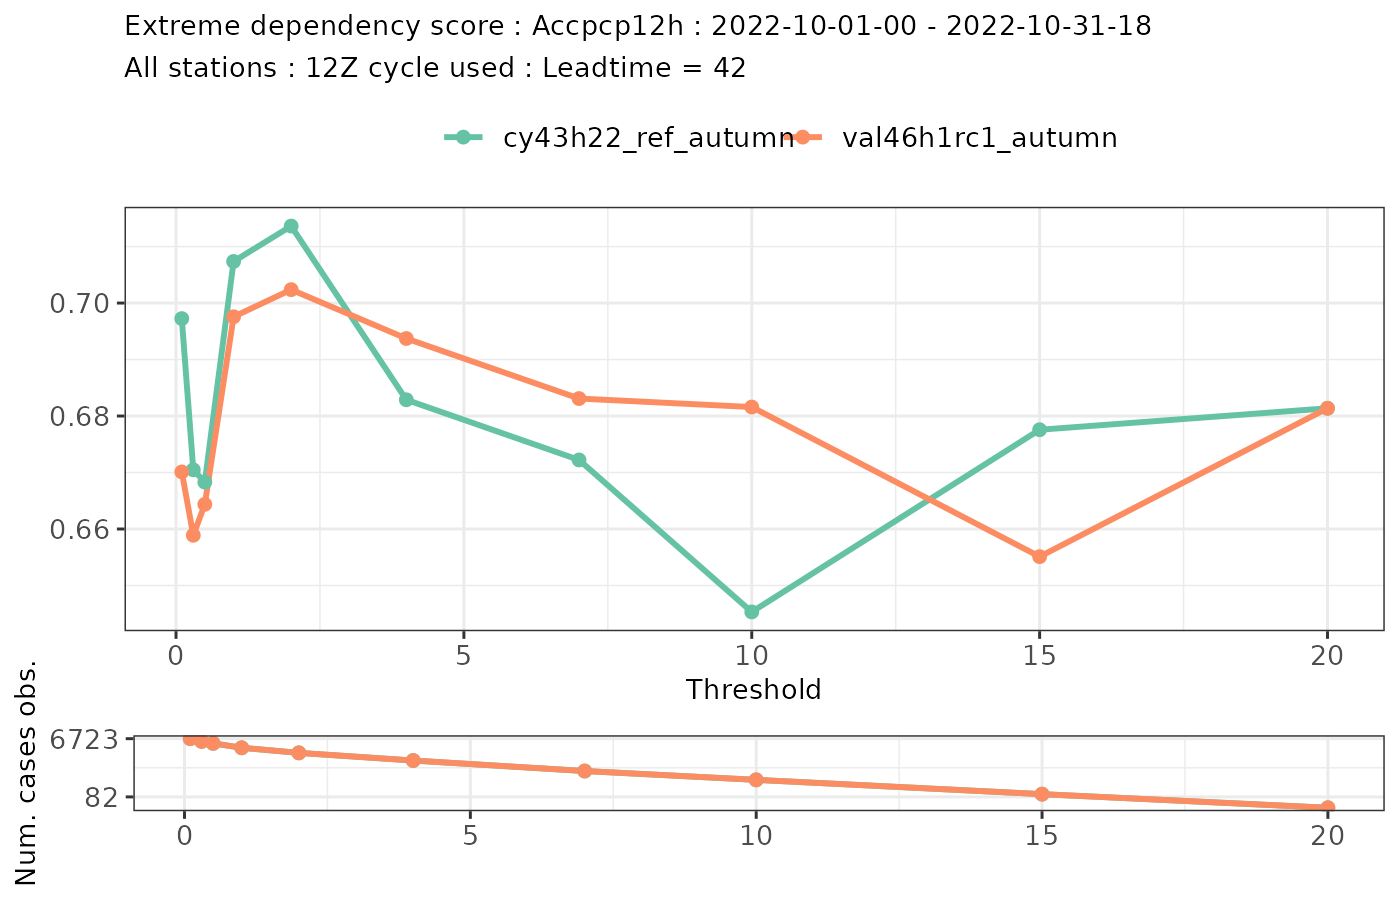 Extreme dependency score : Accpcp12h : 2022-10-01-00 - 2022-10-31-18
All stations : 12Z cycle used : Leadtime = 42
cy43h22_ref_autumn val46h1rc1_autumn
0.70
0.68
0.66
0 5 10 15 20
Threshold
Num. cases obs.
6723
82
0 5 10 15 20